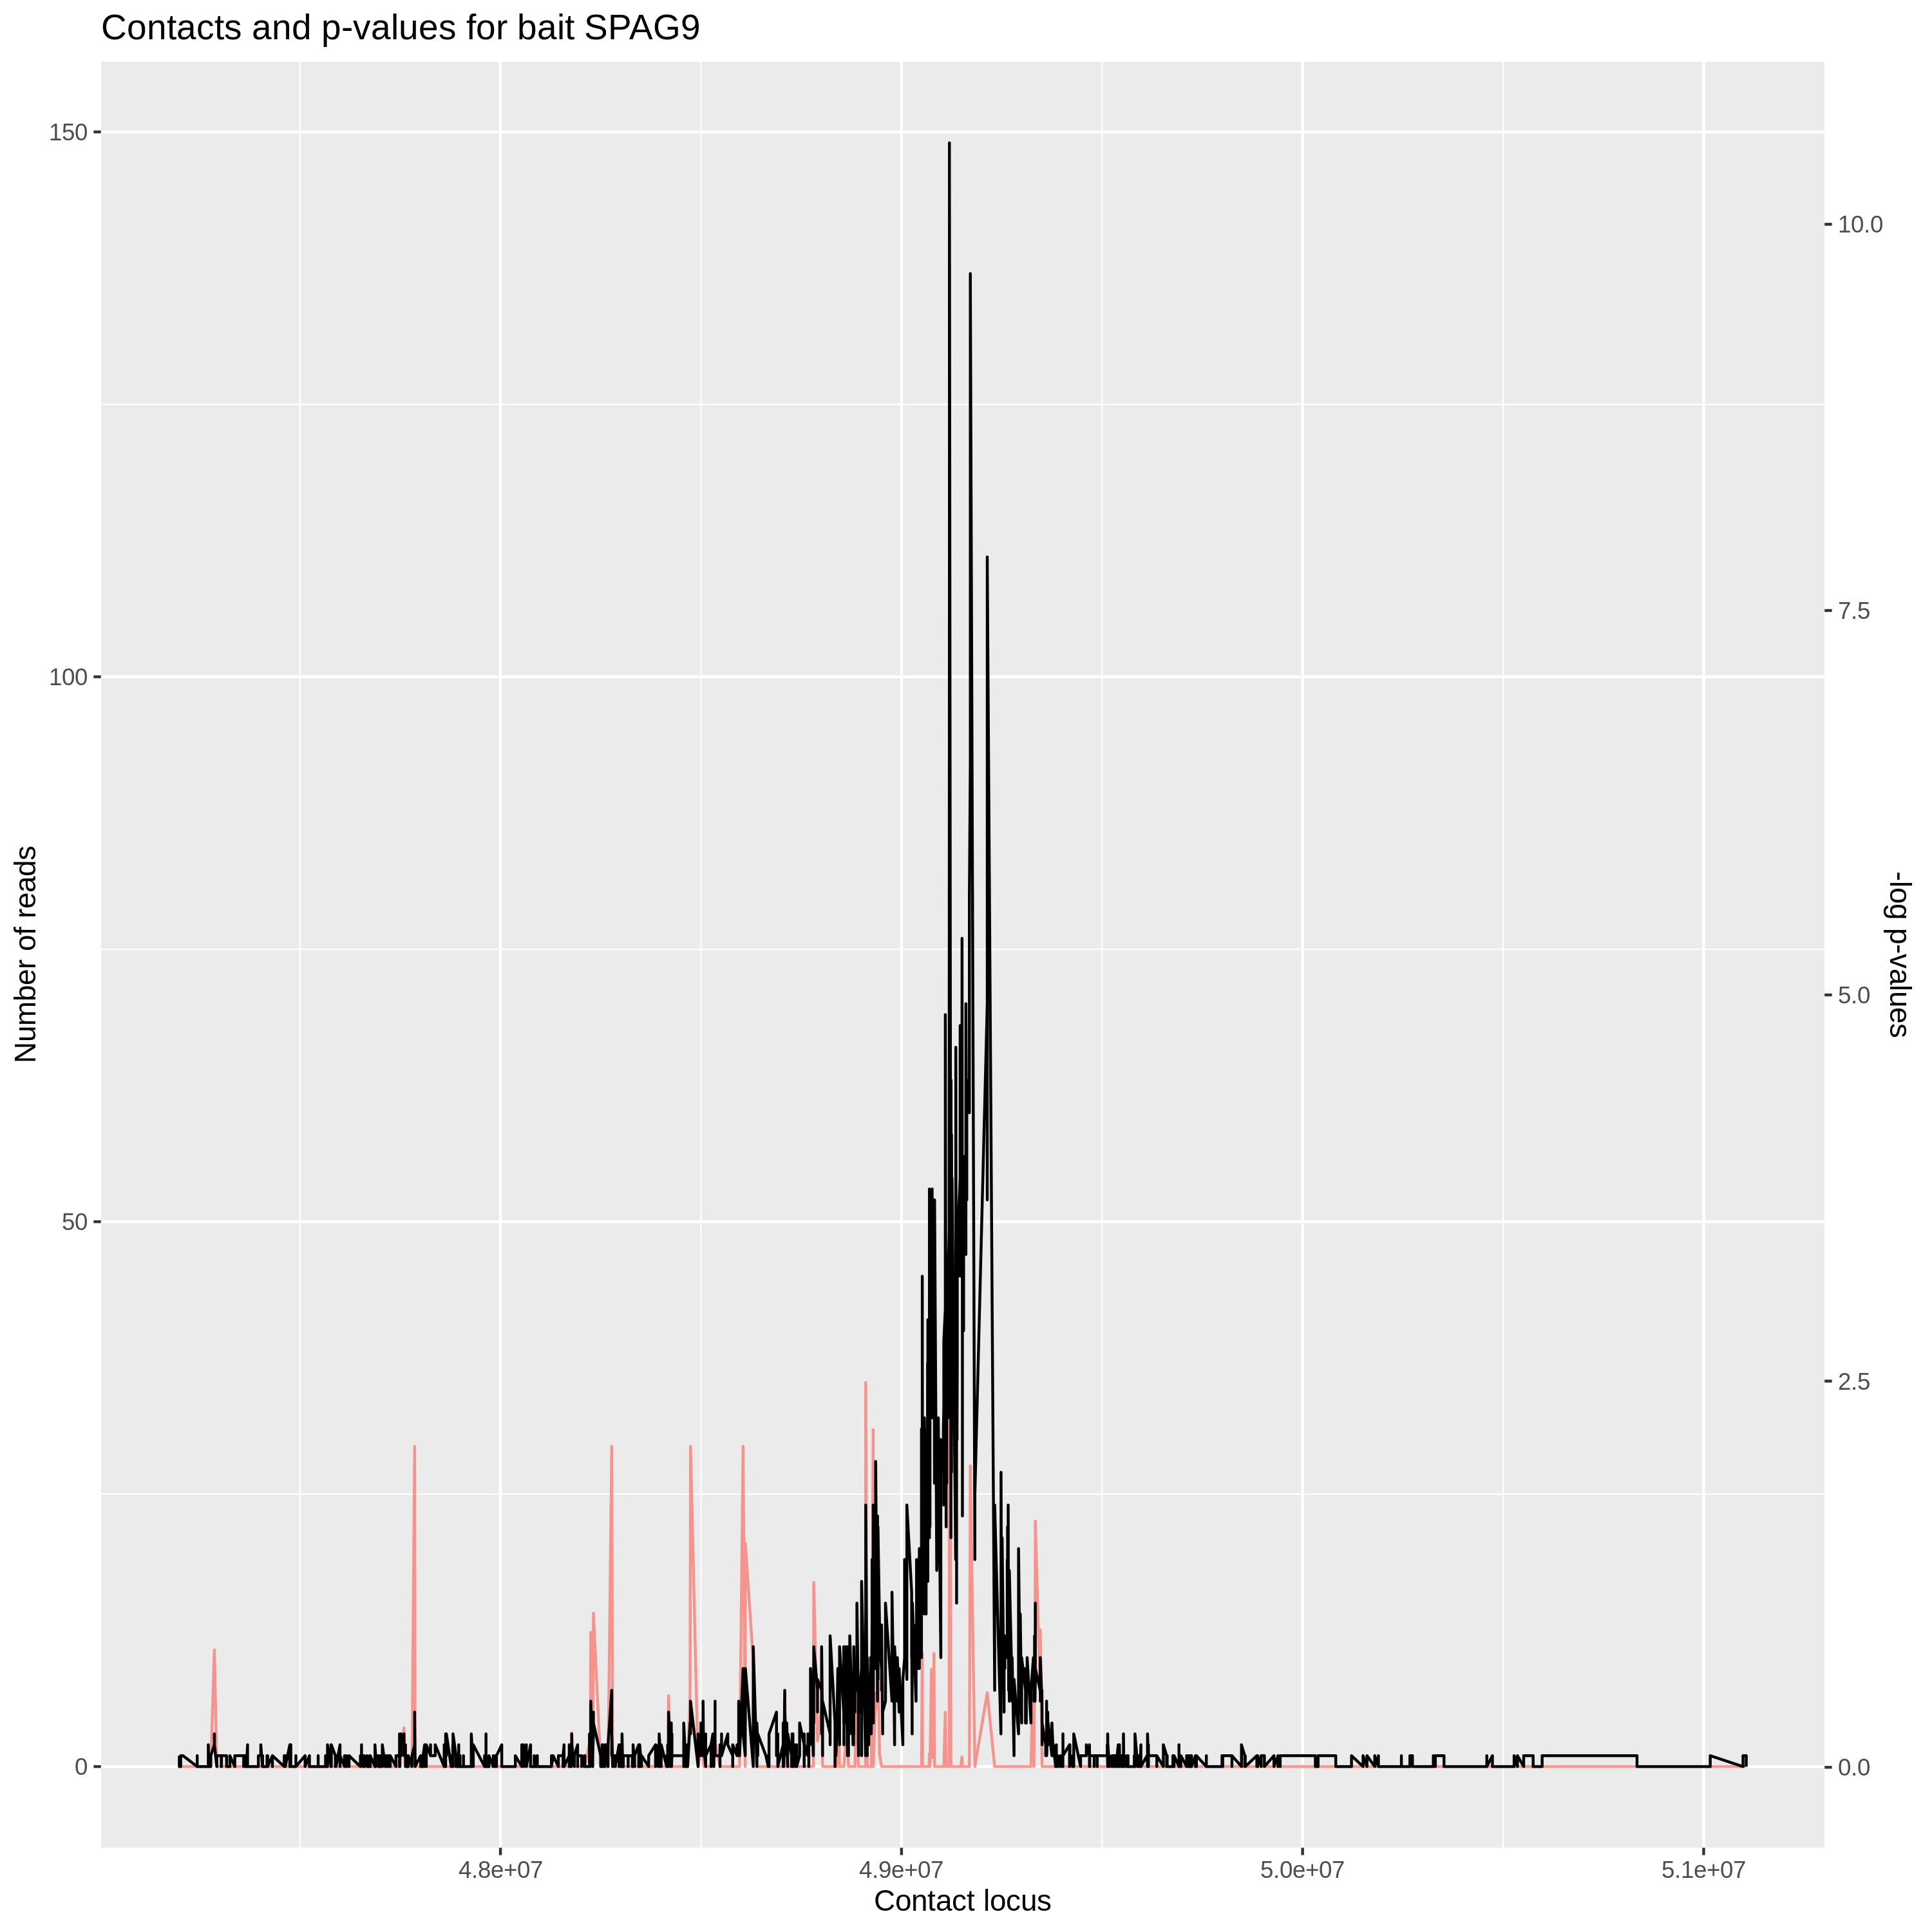 Contacts and p-values for bait SPAG9
150
100
50
0
Number of reads
10.0
7.5
5.0
2.5
0.0
-log p-values
4.8e+07
4.9e+07
5.0e+07
5.1e+07
Contact locus